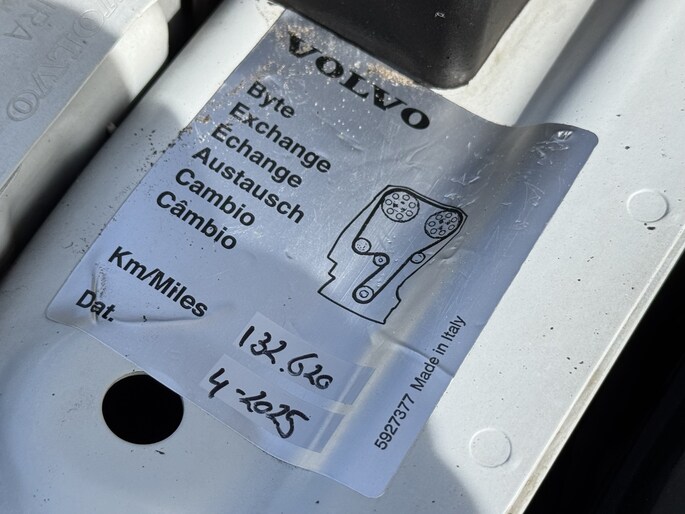 VOLVO
Byte
Exchange
Échange
Austausch
Cambio
Câmbio
Km/Miles
132.620
Dat.
4-2025
5927377 Made in Italy